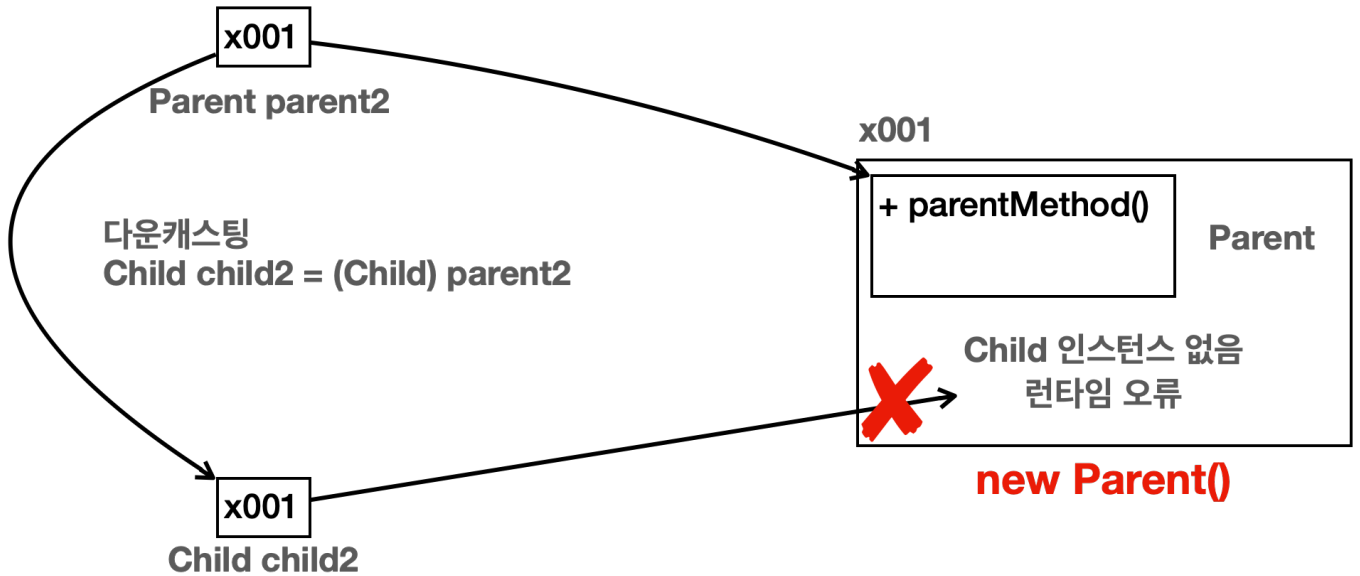 x001
Parent parent2
x001
+ parentMethod()
Parent
다운캐스팅
Child child2 = (Child) parent2
Child 인스턴스 없음
런타임 오류
new Parent()
x001
Child child2